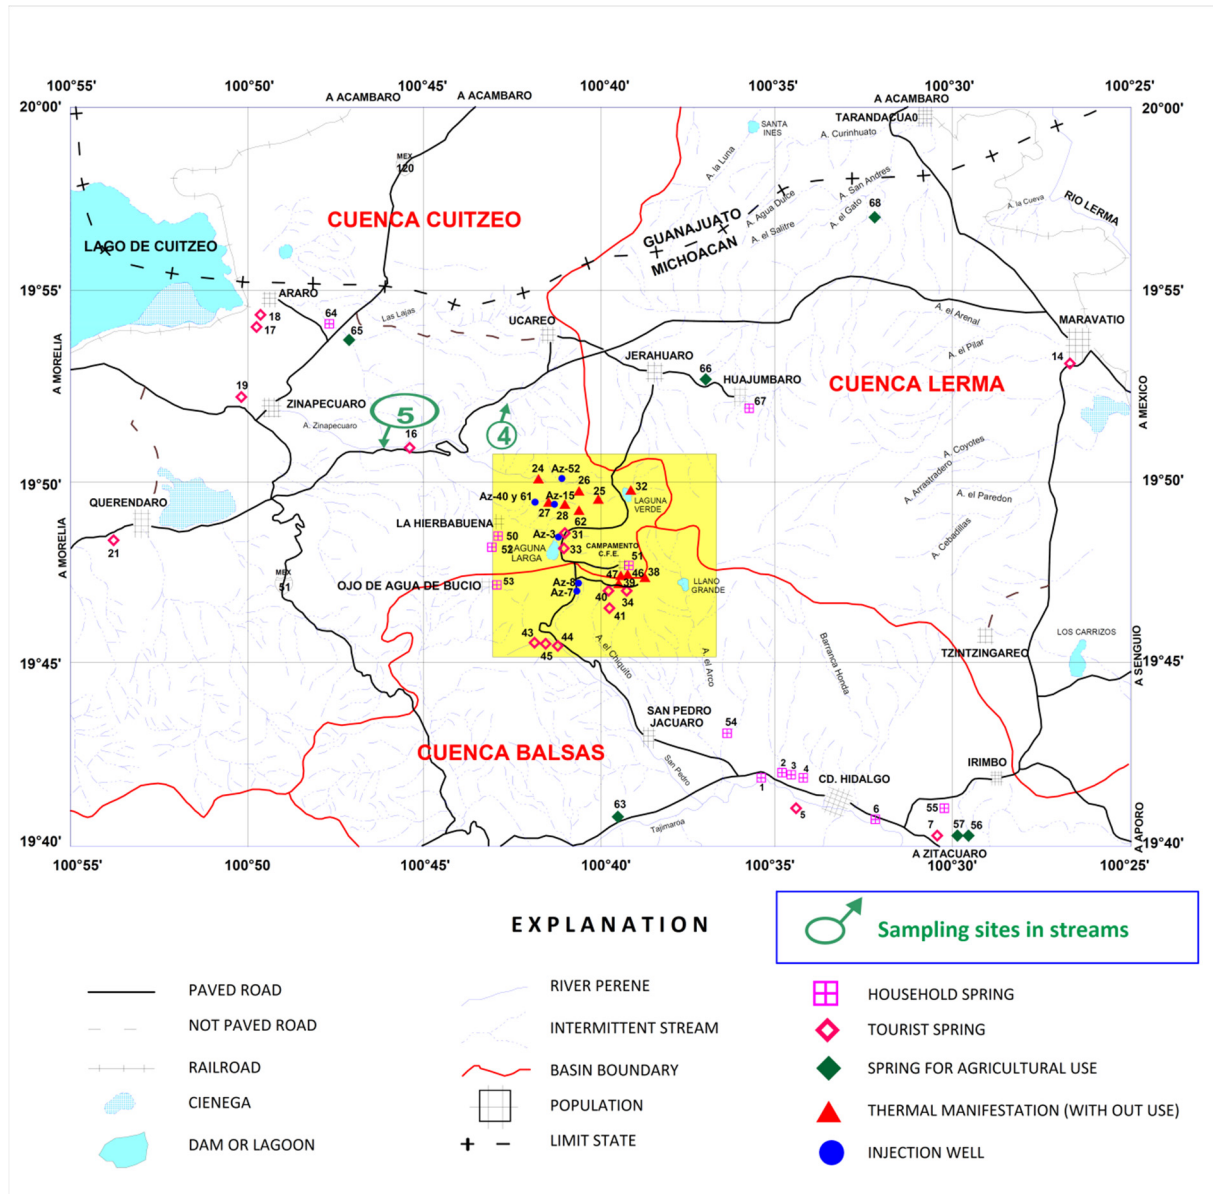 A ACAMBARO
A ACAMBARO
A ACAMBARO
100°55'
100°50'
100°45'
100°40'
100°35'
100°30'
100°25'
20°00'
20°00'
TARANDACUA0
SANTA
INES
A. Curinhuato
MEX
120
A. la Luna
A. San Andres
A. Agua Dulce
A. el Gato
68
A. la Cueva
RIO LERMA
CUENCA CUITZEO
GUANAJUATO
MICHOACAN
A. el Salitre
LAGO DE CUITZEO
19°55'
19°55'
ARARO
18
17
64
65
Las Lajas
UCAREO
A. el Arenal
MARAVATIO
A. el Pilar
14
JERAHUARO
66
HUAJUMBARO
67
CUENCA LERMA
A MORELIA
A MEXICO
19
ZINAPECUARO
A. Zinapecuaro
5
16
4
A. Coyotes
A. Arrastradero
A. el Paredon
A. Cebadillas
19°50'
19°50'
QUERENDARO
21
A MORELIA
24
Az-52
26
25
32
Az-40 y 61
Az-15
LAGUNA
VERDE
27
28
62
LA HIERBABUENA
50
Az-3
31
52
LAGUNA
LARGA
33
CAMPAMENTO
C.F.E.
51
MEX
51
OJO DE AGUA DE BUCIO
53
47
46
38
39
Az-8
Az-7
40
34
41
LLANO
GRANDE
43
44
45
A. el Chiquito
A. el Arco
Barranca Honda
TZINTZINGAREO
LOS CARRIZOS
A SENGUIO
19°45'
19°45'
SAN PEDRO
JACUARO
54
CUENCA BALSAS
San Pedro
2
3
4
1
CD. HIDALGO
IRIMBO
5
6
55
7
57
56
63
Tajimaroa
A APORO
19°40'
19°40'
A ZITACUARO
100°55'
100°50'
100°45'
100°40'
100°35'
100°30'
100°25'
EXPLANATION
Sampling sites in streams
PAVED ROAD
NOT PAVED ROAD
RAILROAD
CIENEGA
DAM OR LAGOON
RIVER PERENE
INTERMITTENT STREAM
BASIN BOUNDARY
POPULATION
LIMIT STATE
HOUSEHOLD SPRING
TOURIST SPRING
SPRING FOR AGRICULTURAL USE
THERMAL MANIFESTATION (WITH OUT USE)
INJECTION WELL